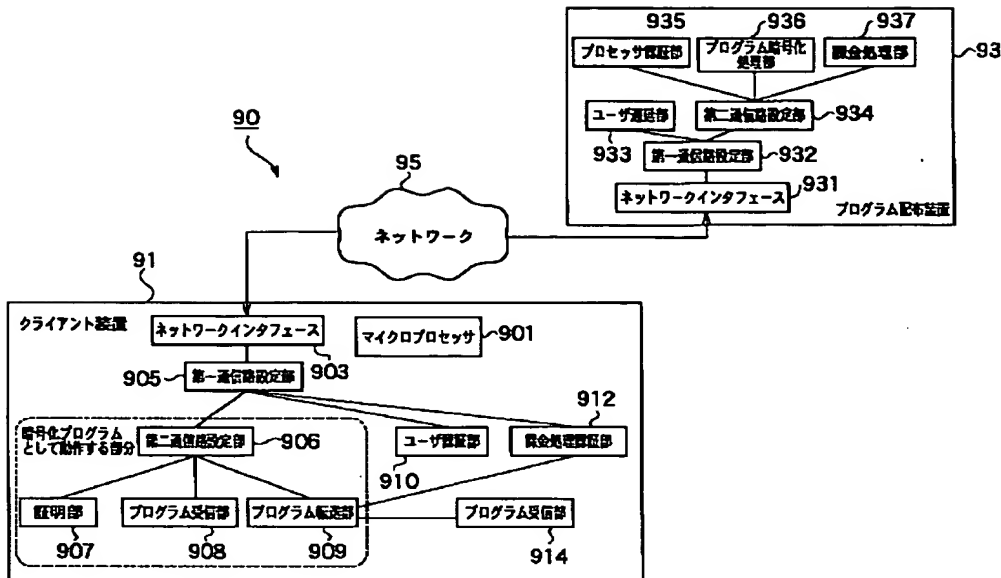 935
936
937
プロセッサ認証部
プログラム暗号化
処理部
課金処理部
93
90
ユーザ認証部
第二通信路設定部
934
933
第一通信路設定部
932
95
931
ネットワークインタフェース
プログラム配布装置
ネットワーク
91
クライアント装置
ネットワークインタフェース
マイクロプロセッサ
901
903
905
第一通信路設定部
912
暗号化プログラム
として動作する部分
第二通信路設定部
906
ユーザ認証部
課金処理認証部
910
証明部
プログラム受信部
プログラム転送部
プログラム受信部
907
908
909
914